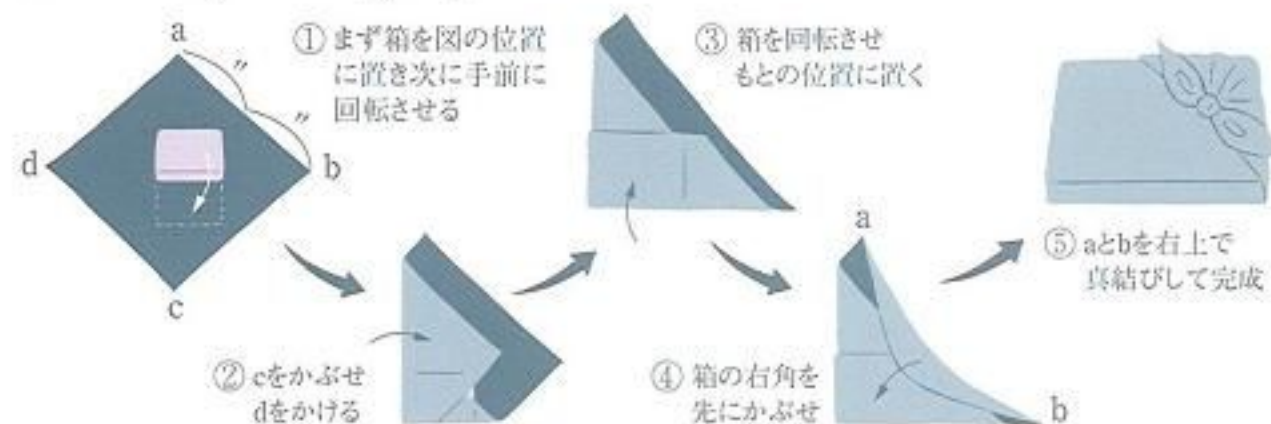 a
〃
〃
d
b
c
① まず箱を図の位置
に置き次に手前に
回転させる
② cをかぶせ
dをかける
③ 箱を回転させ
もとの位置に置く
a
④ 箱の右角を
先にかぶせ
b
⑤ aとbを右上で
真結びして完成